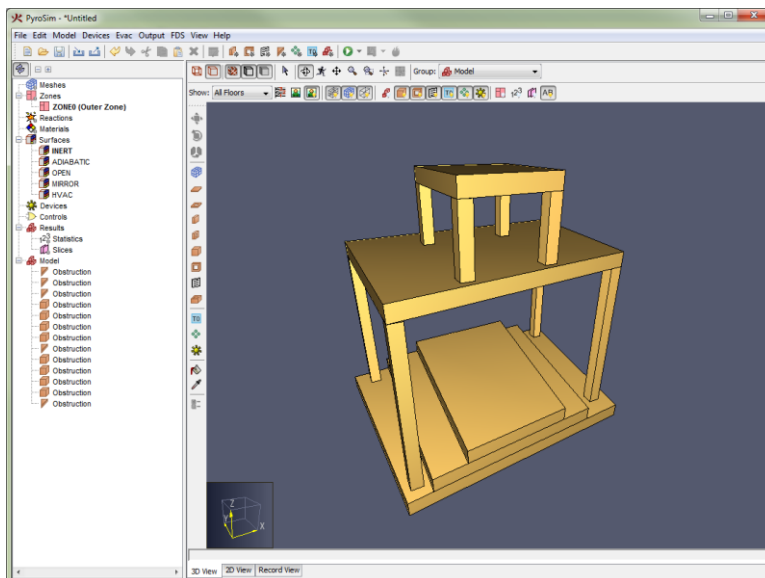 PyroSim - *Untitled
File Edit Model Devices Evac Output FDS View Help
Group: Model
Show: All Floors
Meshes
Zones
ZONE0 (Outer Zone)
Reactions
Materials
Surfaces
INERT
ADIABATIC
OPEN
MIRROR
HVAC
Devices
Controls
Results
Statistics
Slices
Model
Obstruction
Obstruction
Obstruction
Obstruction
Obstruction
Obstruction
Obstruction
Obstruction
Obstruction
Obstruction
Obstruction
Obstruction
Obstruction
Z
Y
X
3D View 2D View Record View